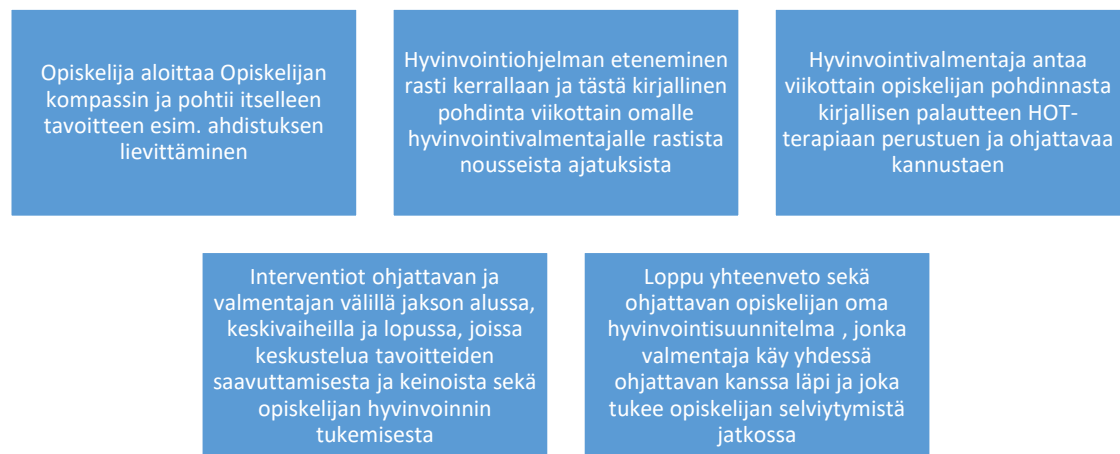 Opiskelija aloittaa Opiskelijan
kompassin ja pohtii itselleen
tavoitteen esim. ahdistuksen
lievittäminen
Hyvinvointiohjelman eteneminen
rasti kerrallaan ja tästä kirjallinen
pohdinta viikottain omalle
hyvinvointivalmentajalle rastista
nousseista ajatuksista
Hyvinvointivalmentaja antaa
viikottain opiskelijan pohdinnasta
kirjallisen palautteen HOT-
terapiaan perustuen ja ohjattavaa
kannustaen
Interventiot ohjattavan ja
valmentajan välillä jakson alussa,
keskivaiheilla ja lopussa, joissa
keskustelua tavoitteiden
saavuttamisesta ja keinoista sekä
opiskelijan hyvinvoinnin
tukemisesta
Loppu yhteenveto sekä
ohjattavan opiskelijan oma
hyvinvointisuunnitelma , jonka
valmentaja käy yhdessä
ohjattavan kanssa läpi ja joka
tukee opiskelijan selviytymistä
jatkossa